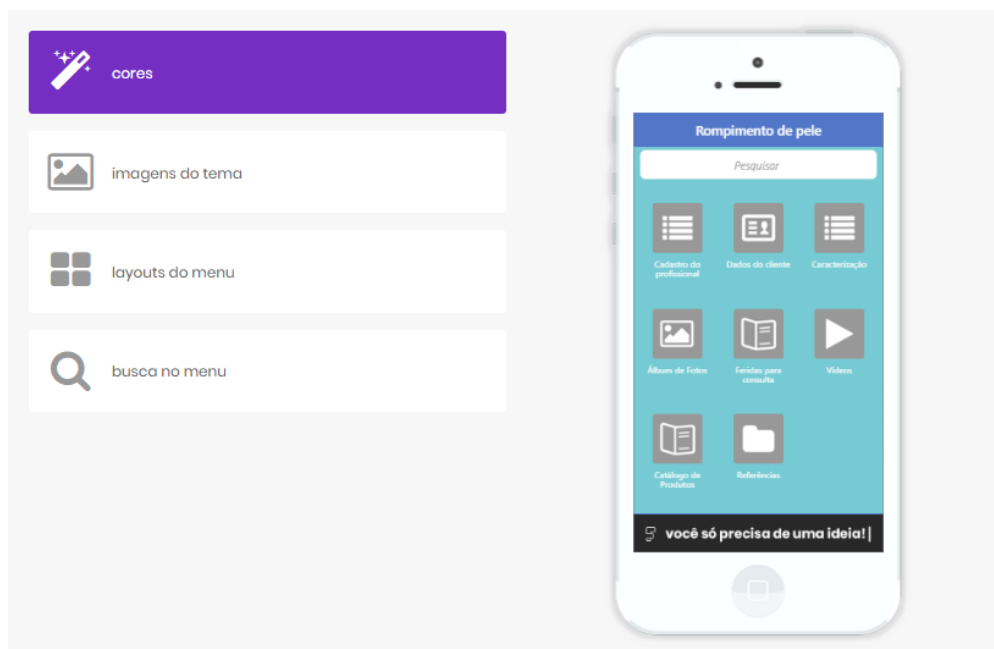 cores
imagens do tema
layouts do menu
busca no menu
Rompimento de pele
Pesquisar
Cadastro do
profissional
Dados do cliente
Caracterização
Álbum de Fotos
Feridas para
consulta
Vídeos
Catálogo de
Produtos
Referências
você só precisa de uma ideia!|